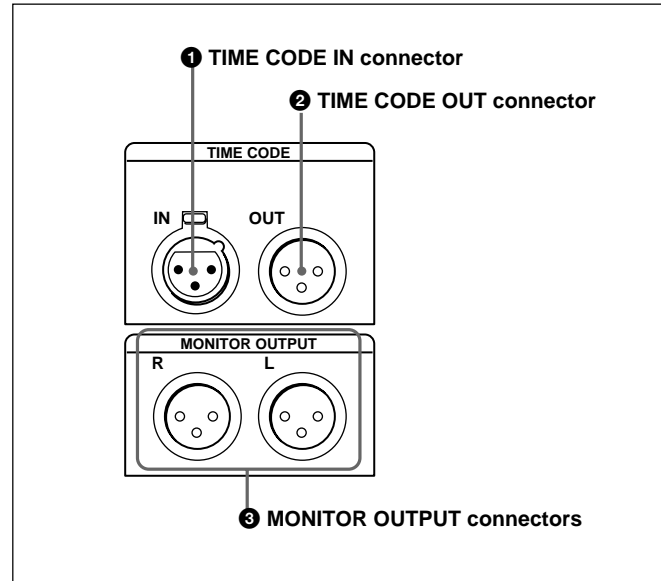 ❶ TIME CODE IN connector
❷ TIME CODE OUT connector
TIME CODE
IN OUT
MONITOR OUTPUT
R L
❸ MONITOR OUTPUT connectors